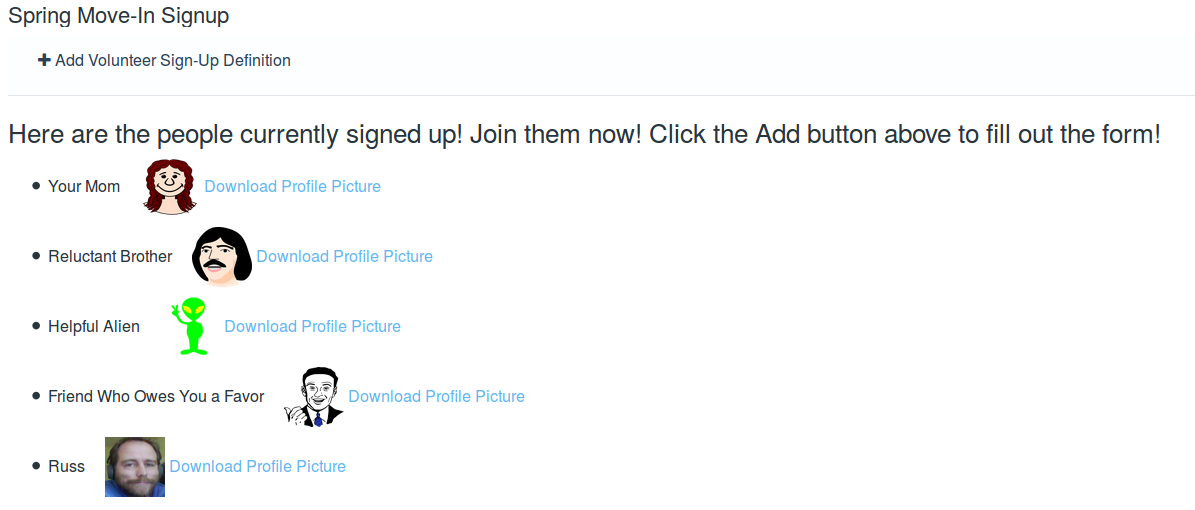 Spring Move-In Signup
Add Volunteer Sign-Up Definition
Here are the people currently signed up! Join them now! Click the Add button above to fill out the form!
Your Mom Download Profile Picture
Reluctant Brother Download Profile Picture
Helpful Alien Download Profile Picture
Friend Who Owes You a Favor Download Profile Picture
Russ Download Profile Picture